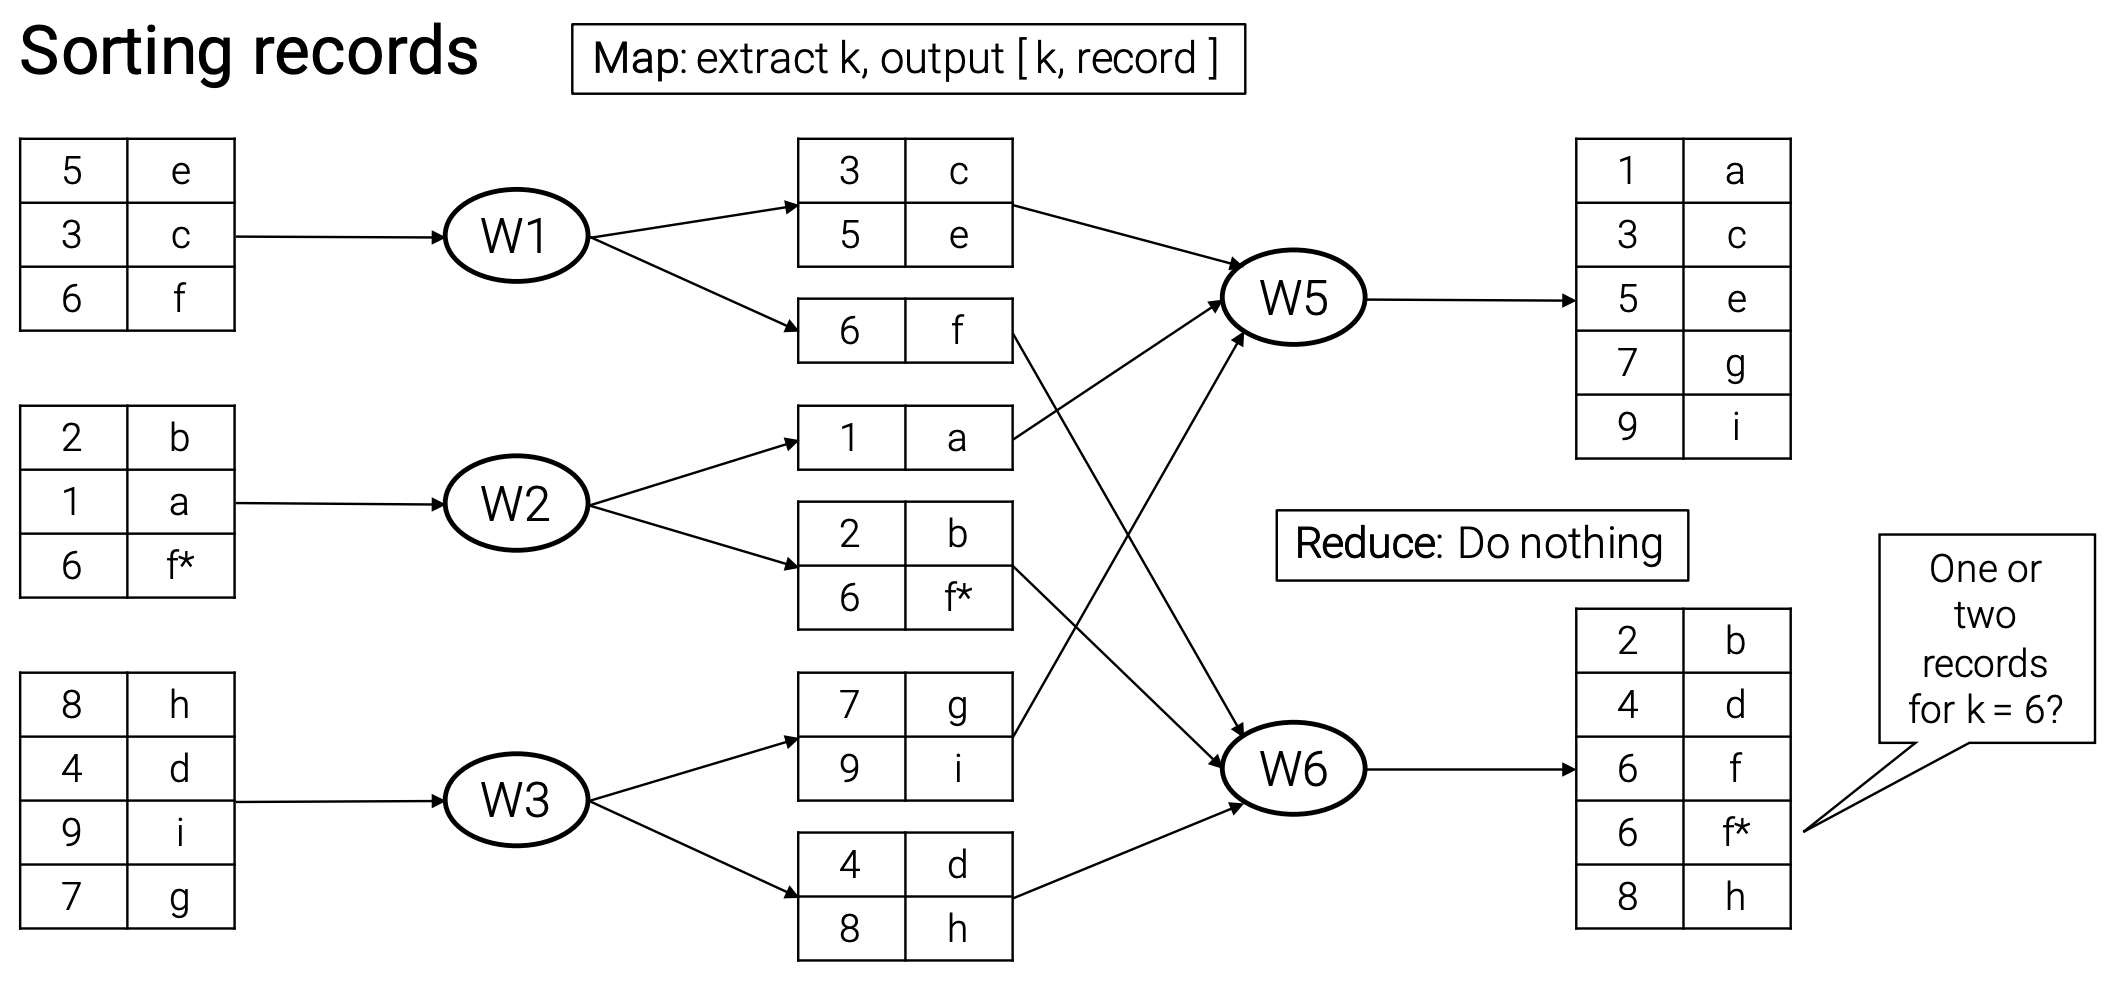 Sorting records
Map: extract k, output [ k, record ]
5 e
3 c
6 f
2 b
1 a
6 f*
8 h
4 d
9 i
7 g
W1
W2
W3
3 c
5 e
6 f
1 a
2 b
6 f*
7 g
9 i
4 d
8 h
W5
W6
1 a
3 c
5 e
7 g
9 i
Reduce: Do nothing
2 b
4 d
6 f
6 f*
8 h
One or
two
records
for k = 6?